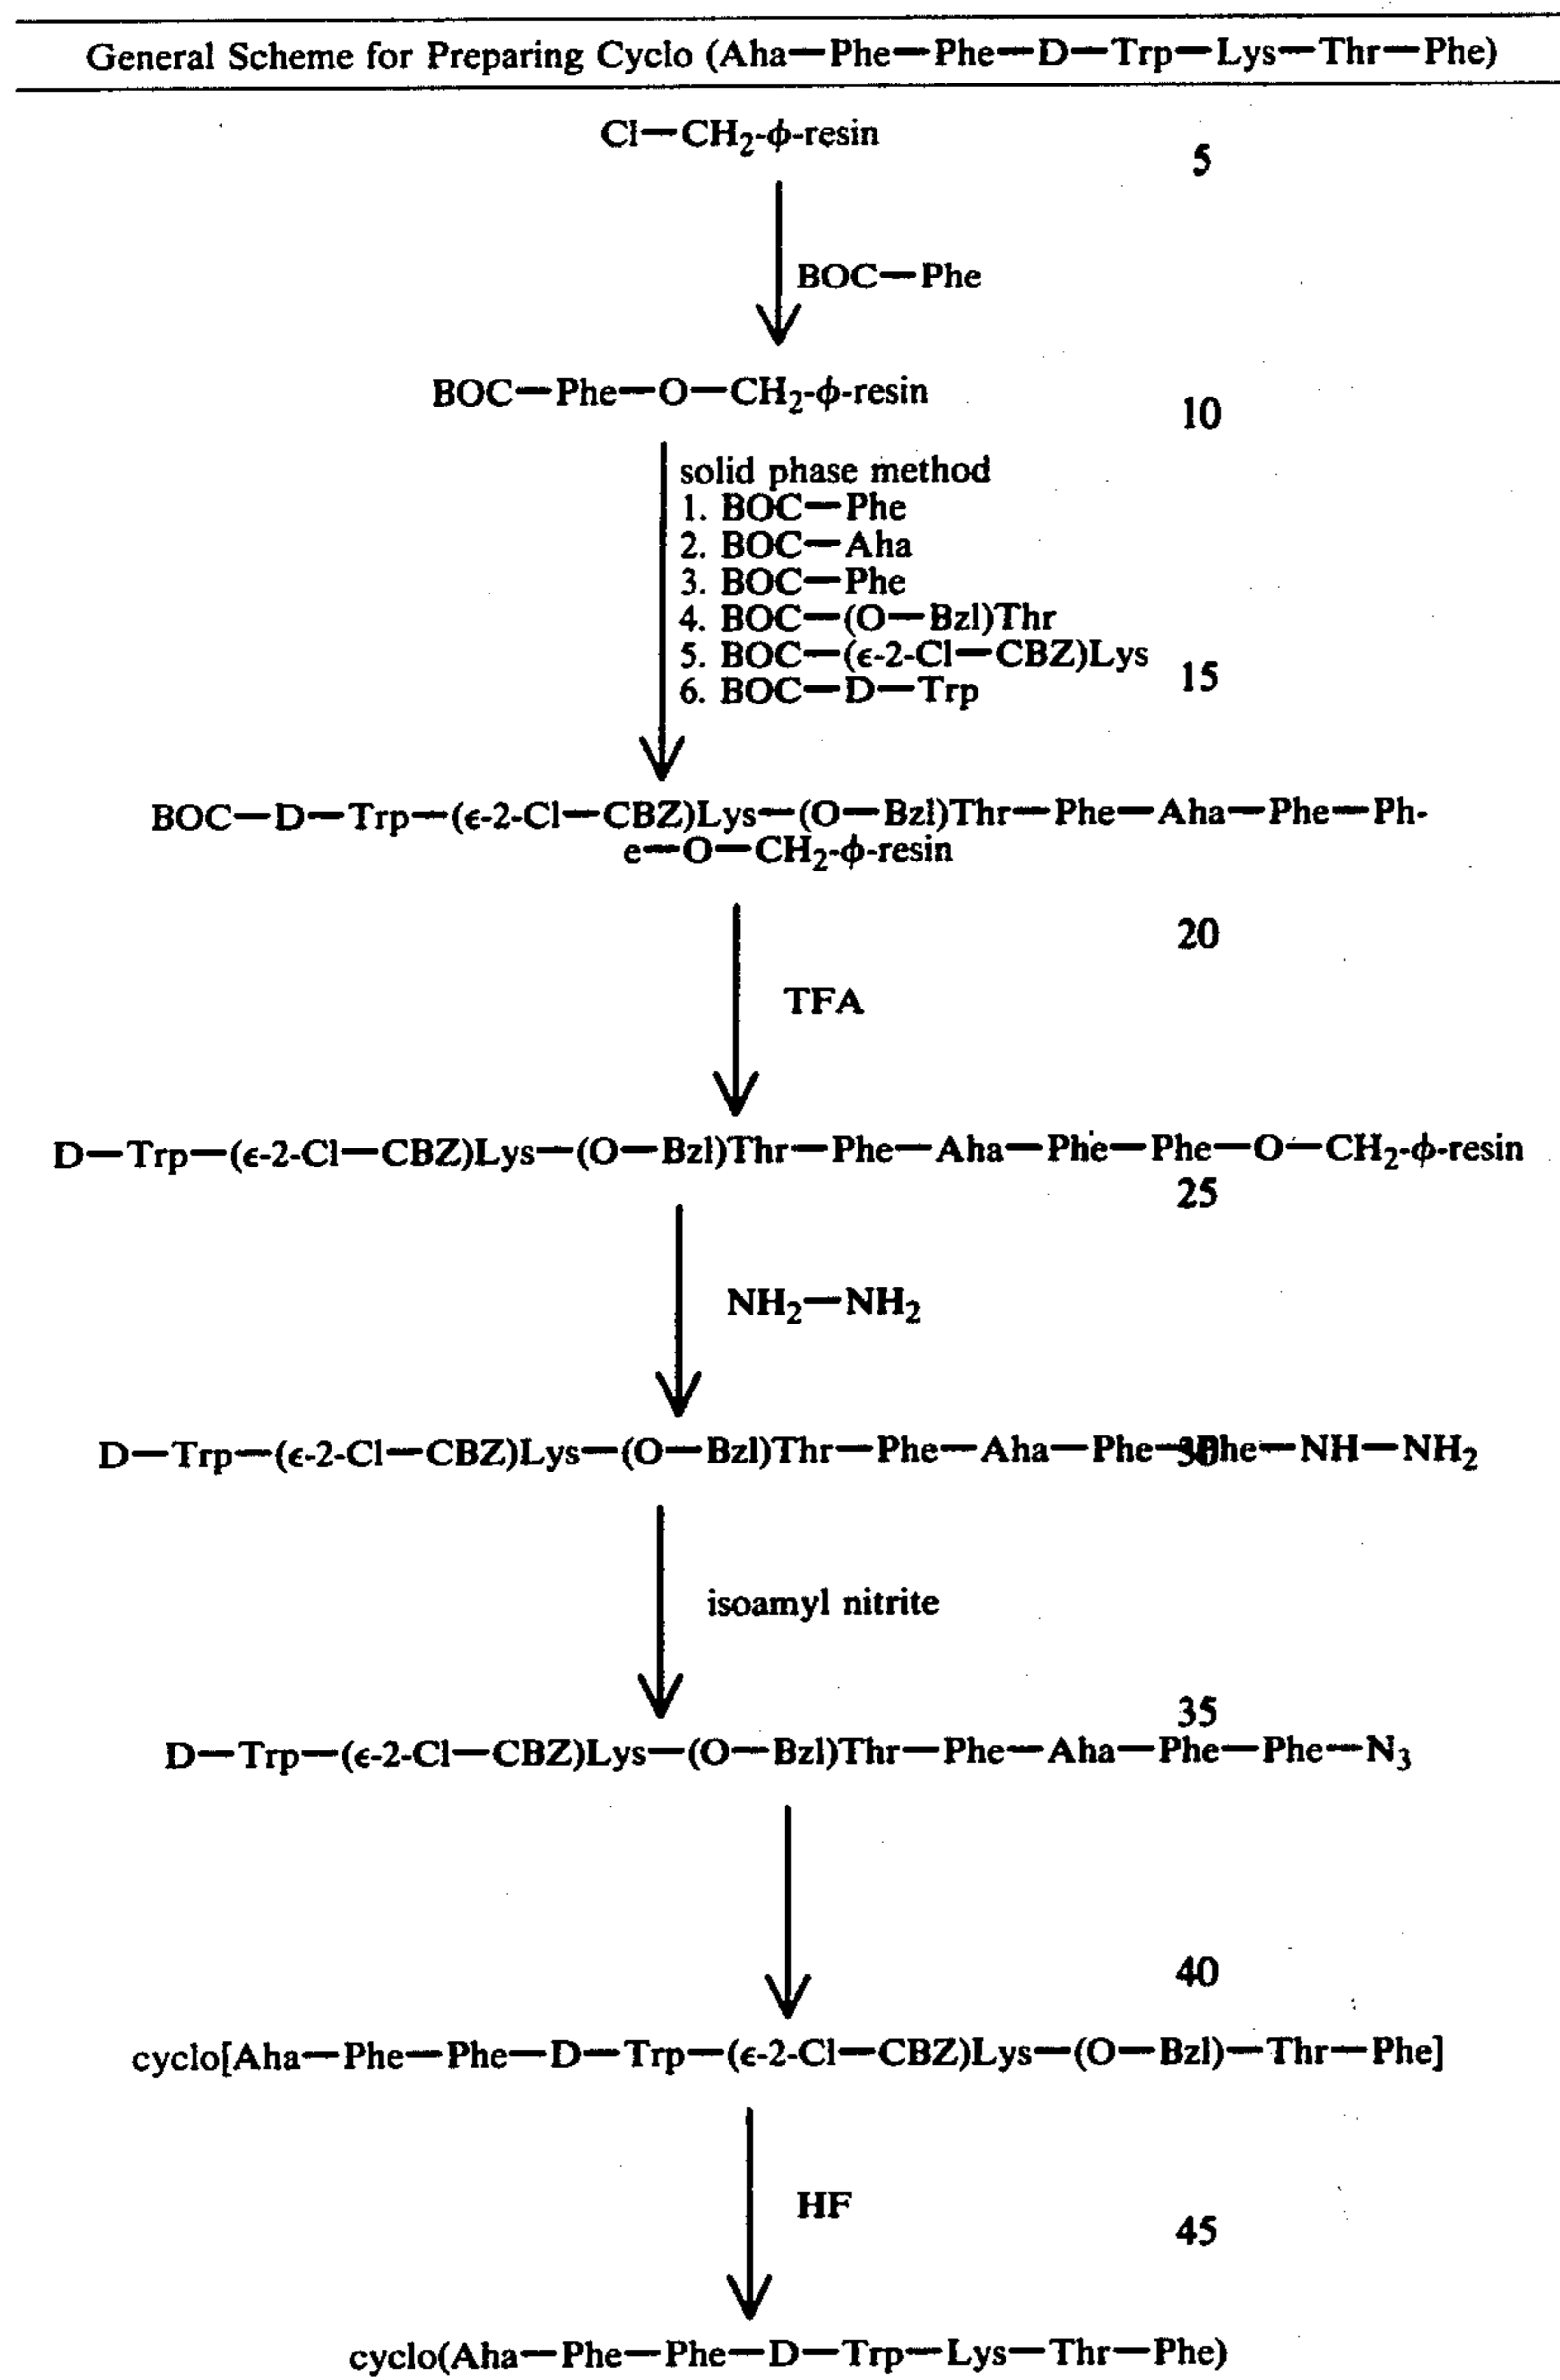 General Scheme for Preparing Cyclo (Aha—Phe—Phe—D—Trp—Lys—Thr—Phe)
Cl—CH₂-ϕ-resin
5
BOC—Phe
BOC—Phe—O—CH₂-ϕ-resin
10
solid phase method
1. BOC—Phe
2. BOC—Aha
3. BOC—Phe
4. BOC—(O—Bzl)Thr
5. BOC—(ϵ-2-Cl—CBZ)Lys
15
6. BOC—D—Trp
BOC—D—Trp—(ϵ-2-Cl—CBZ)Lys—(O—Bzl)Thr—Phe—Aha—Phe—Ph-
e—O—CH₂-ϕ-resin
20
TFA
D—Trp—(ϵ-2-Cl—CBZ)Lys—(O—Bzl)Thr—Phe—Aha—Phe—Phe—O—CH₂-ϕ-resin
25
NH₂—NH₂
D—Trp—(ϵ-2-Cl—CBZ)Lys—(O—Bzl)Thr—Phe—Aha—Phe—Phe—NH—NH₂
30
isoamyl nitrite
35
D—Trp—(ϵ-2-Cl—CBZ)Lys—(O—Bzl)Thr—Phe—Aha—Phe—Phe—N₃
40
cyclo[Aha—Phe—Phe—D—Trp—(ϵ-2-Cl—CBZ)Lys—(O—Bzl)—Thr—Phe]
HF
45
cyclo(Aha—Phe—Phe—D—Trp—Lys—Thr—Phe)